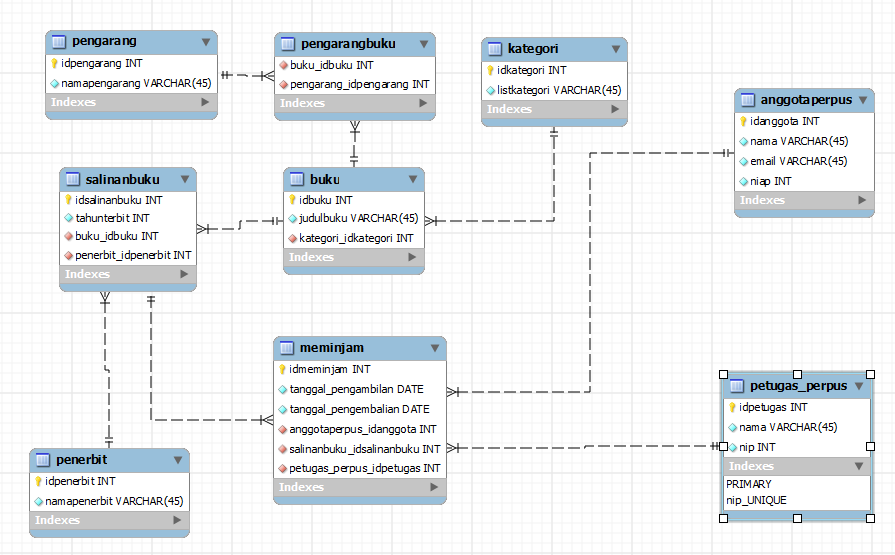 pengarang
idpengarang INT
namapengarang VARCHAR(45)
Indexes
pengarangbuku
buku_idbuku INT
pengarang_idpengarang INT
Indexes
kategori
idkategori INT
listkategori VARCHAR(45)
Indexes
anggotaperpus
idanggota INT
nama VARCHAR(45)
email VARCHAR(45)
niap INT
Indexes
salinanbuku
idsalinanbuku INT
tahunterbit INT
buku_idbuku INT
penerbit_idpenerbit INT
Indexes
buku
idbuku INT
judulbuku VARCHAR(45)
kategori_idkategori INT
Indexes
meminjam
idmeminjam INT
tanggal_pengambilan DATE
tanggal_pengembalian DATE
anggotaperpus_idanggota INT
salinanbuku_idsalinanbuku INT
petugas_perpus_idpetugas INT
Indexes
petugas_perpus
idpetugas INT
nama VARCHAR(45)
nip INT
Indexes
PRIMARY
nip_UNIQUE
penerbit
idpenerbit INT
namapenerbit VARCHAR(45)
Indexes